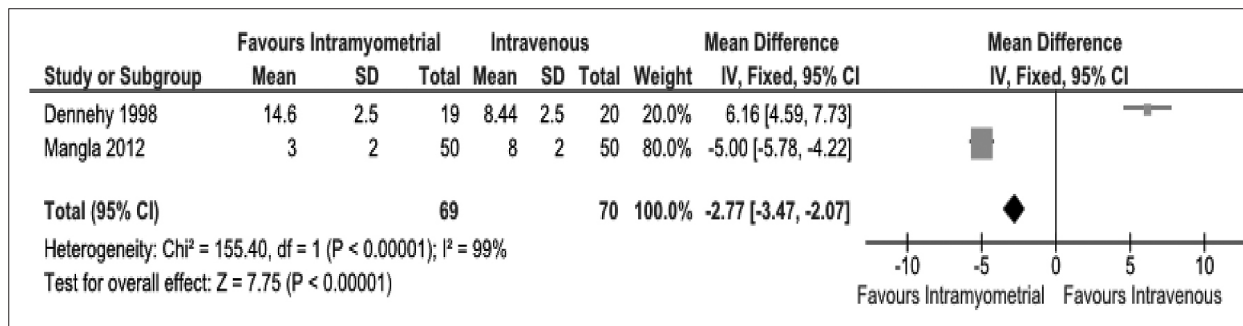 Favours Intramyometrial Intravenous Mean Difference Mean Difference
Study or Subgroup Mean SD Total Mean SD Total Weight IV, Fixed, 95% CI IV, Fixed, 95% CI
Dennehy 1998 14.6 2.5 19 8.44 2.5 20 20.0% 6.16 [4.59, 7.73]
Mangla 2012 3 2 50 8 2 50 80.0% -5.00 [-5.78, -4.22]
Total (95% CI) 69 70 100.0% -2.77 [-3.47, -2.07]
Heterogeneity: Chi² = 155.40, df = 1 (P < 0.00001); I² = 99%
Test for overall effect: Z = 7.75 (P < 0.00001)
-10 -5 0 5 10
Favours Intramyometrial Favours Intravenous